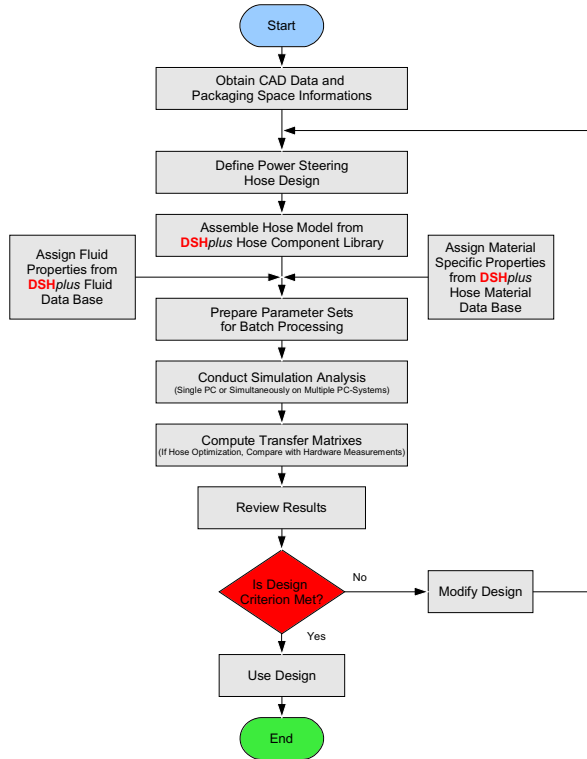 Start
Obtain CAD Data and
Packaging Space Informations
Define Power Steering
Hose Design
Assemble Hose Model from
DSHplus Hose Component Library
Assign Fluid
Properties from
DSHplus Fluid
Data Base
Assign Material
Specific Properties
from DSHplus
Hose Material
Data Base
Prepare Parameter Sets
for Batch Processing
Conduct Simulation Analysis
(Single PC or Simultaneously on Multiple PC-Systems)
Compute Transfer Matrixes
(If Hose Optimization, Compare with Hardware Measurements)
Review Results
Is Design
Criterion Met?
No
Modify Design
Yes
Use Design
End